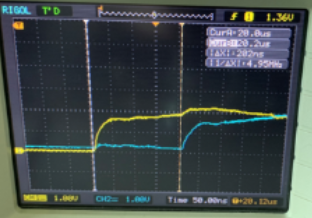 RIGOL T'D 1.36V
CurA=20.0us
CurB=20.2us
|ΔX|=202ns
|1/ΔX|=4.95MHz
1.00V CH2= 1.00V Time 50.00ns +20.12us